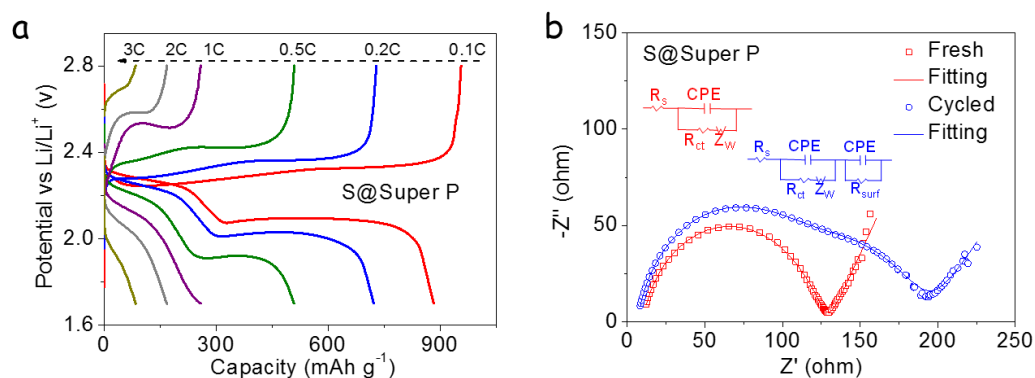 a
3C 2C 1C 0.5C 0.2C 0.1C
2.8
2.4
2.0
1.6
Potential vs Li/Li⁺ (v)
S@Super P
0 300 600 900
Capacity (mAh g⁻¹)
b
S@Super P
Fresh
Fitting
Cycled
Fitting
Rs CPE
Rct Zw
Rs CPE CPE
Rct Zw Rsurf
150
100
50
0
-Z" (ohm)
0 50 100 150 200 250
Z' (ohm)